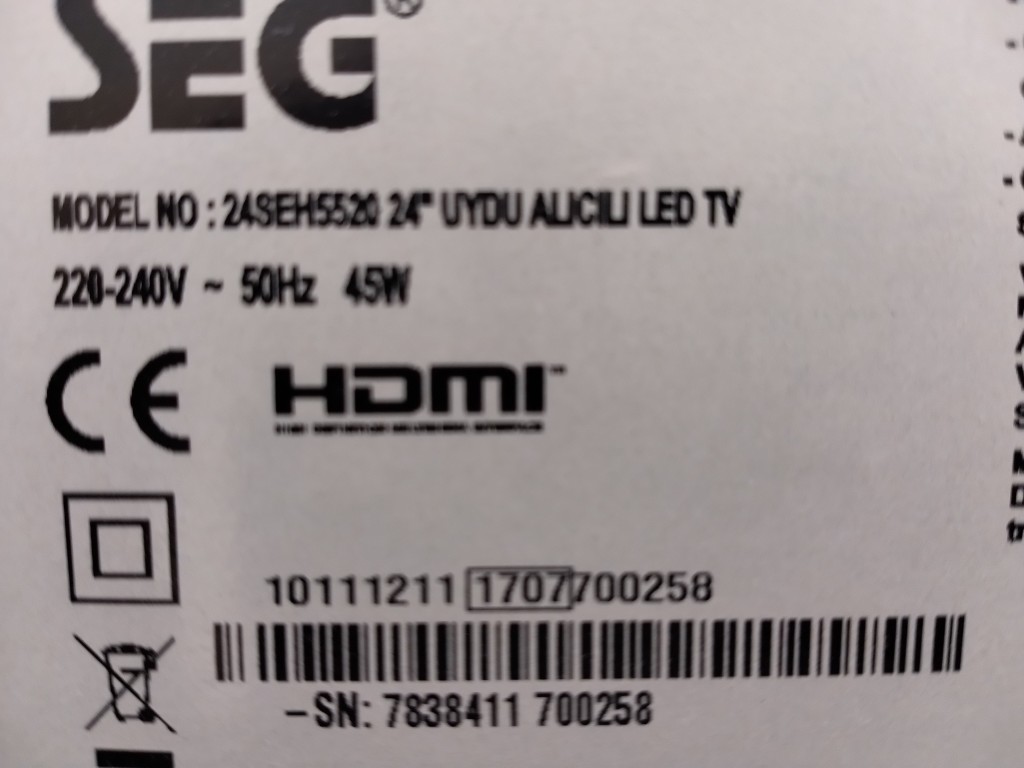 SEG®
MODEL NO : 24SEH5520 24" UYDU ALICILI LED TV
220-240V ~ 50Hz 45W
CE
HDMI™
10111211 1707700258
-SN: 7838411 700258